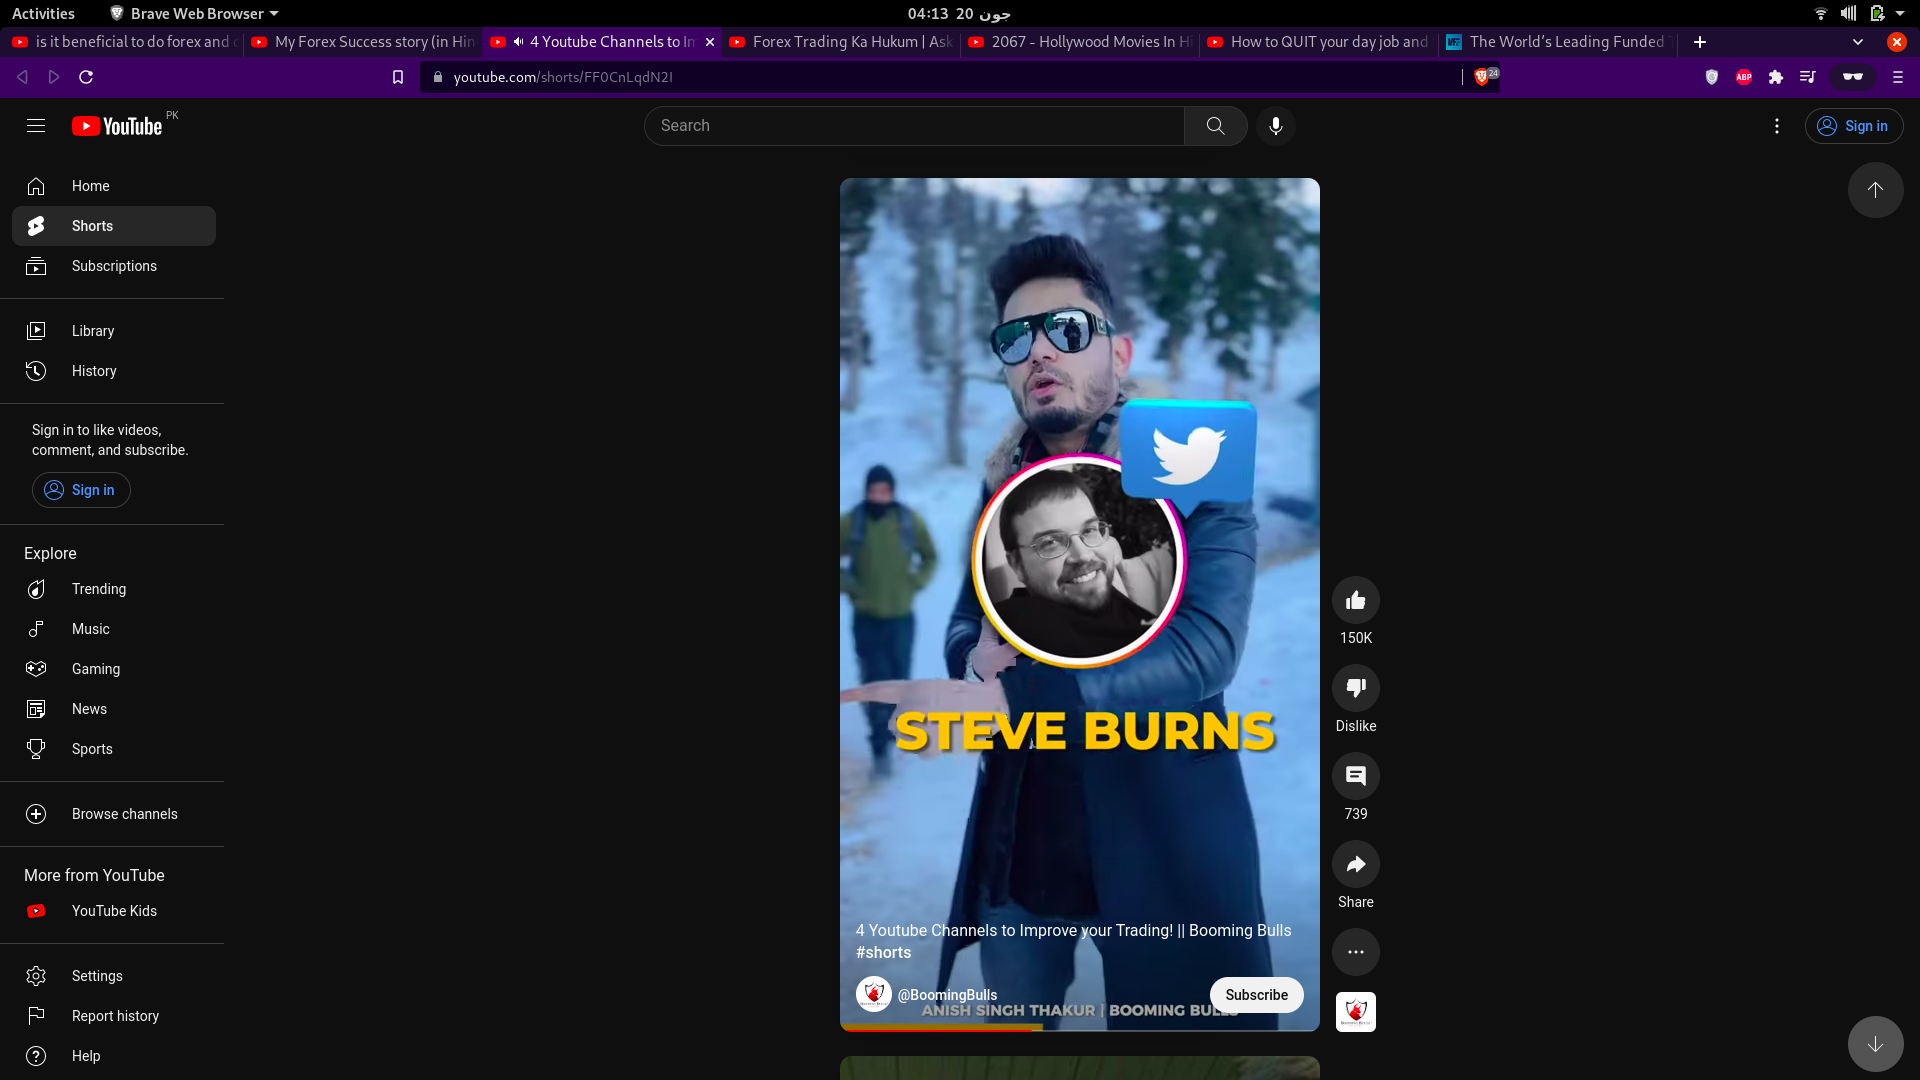 Activities
Brave Web Browser
04:13 20 جون
is it beneficial to do forex and
My Forex Success story (in Hin
4 Youtube Channels to Im
Forex Trading Ka Hukum | Ask
2067 - Hollywood Movies In Hi
How to QUIT your day job and
The World's Leading Funded T
youtube.com/shorts/FF0CnLqdN2I
24
ABP
YouTube PK
Search
Sign in
Home
Shorts
Subscriptions
Library
History
Sign in to like videos,
comment, and subscribe.
Sign in
Explore
Trending
Music
Gaming
News
Sports
Browse channels
More from YouTube
YouTube Kids
Settings
Report history
Help
STEVE BURNS
4 Youtube Channels to Improve your Trading! || Booming Bulls
#shorts
@BoomingBulls
Subscribe
ANISH SINGH THAKUR | BOOMING BULLS
150K
Dislike
739
Share